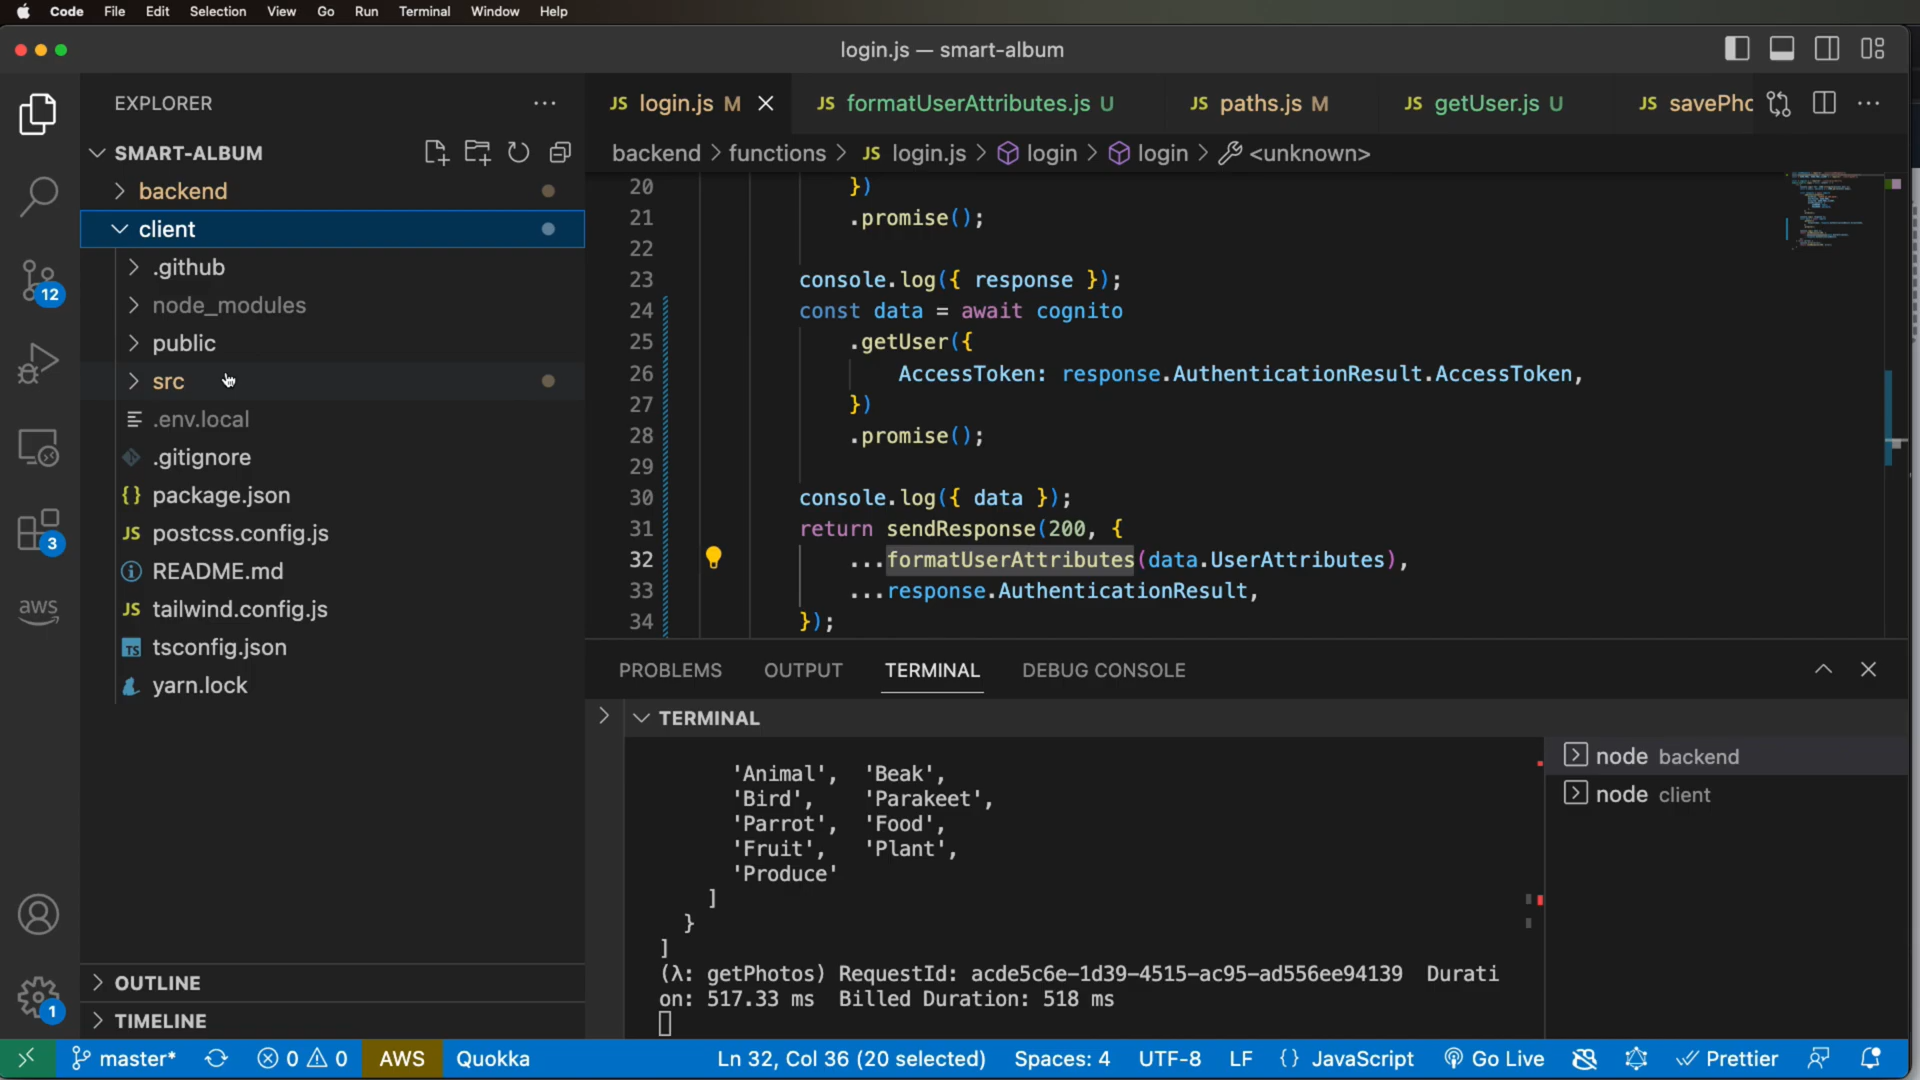 Code File Edit Selection View Go Run Terminal Window Help
login.js — smart-album
EXPLORER
SMART-ALBUM
backend
client
.github
node_modules
public
src
.env.local
.gitignore
package.json
postcss.config.js
README.md
tailwind.config.js
tsconfig.json
yarn.lock
OUTLINE
TIMELINE
12
3
aws
1
JS login.js M JS formatUserAttributes.js U JS paths.js M JS getUser.js U JS savePho
backend > functions > JS login.js > login > login > <unknown>
20 })
21 .promise();
22
23 console.log({ response });
24 const data = await cognito
25 .getUser({
26 AccessToken: response.AuthenticationResult.AccessToken,
27 })
28 .promise();
29
30 console.log({ data });
31 return sendResponse(200, {
32 ...formatUserAttributes(data.UserAttributes),
33 ...response.AuthenticationResult,
34 });
PROBLEMS OUTPUT TERMINAL DEBUG CONSOLE
TERMINAL
'Animal', 'Beak',
'Bird', 'Parakeet',
'Parrot', 'Food',
'Fruit', 'Plant',
'Produce'
]
}
]
(λ: getPhotos) RequestId: acde5c6e-1d39-4515-ac95-ad556ee94139 Durati
on: 517.33 ms Billed Duration: 518 ms
node backend
node client
master* 0 0 AWS Quokka Ln 32, Col 36 (20 selected) Spaces: 4 UTF-8 LF {} JavaScript Go Live Prettier